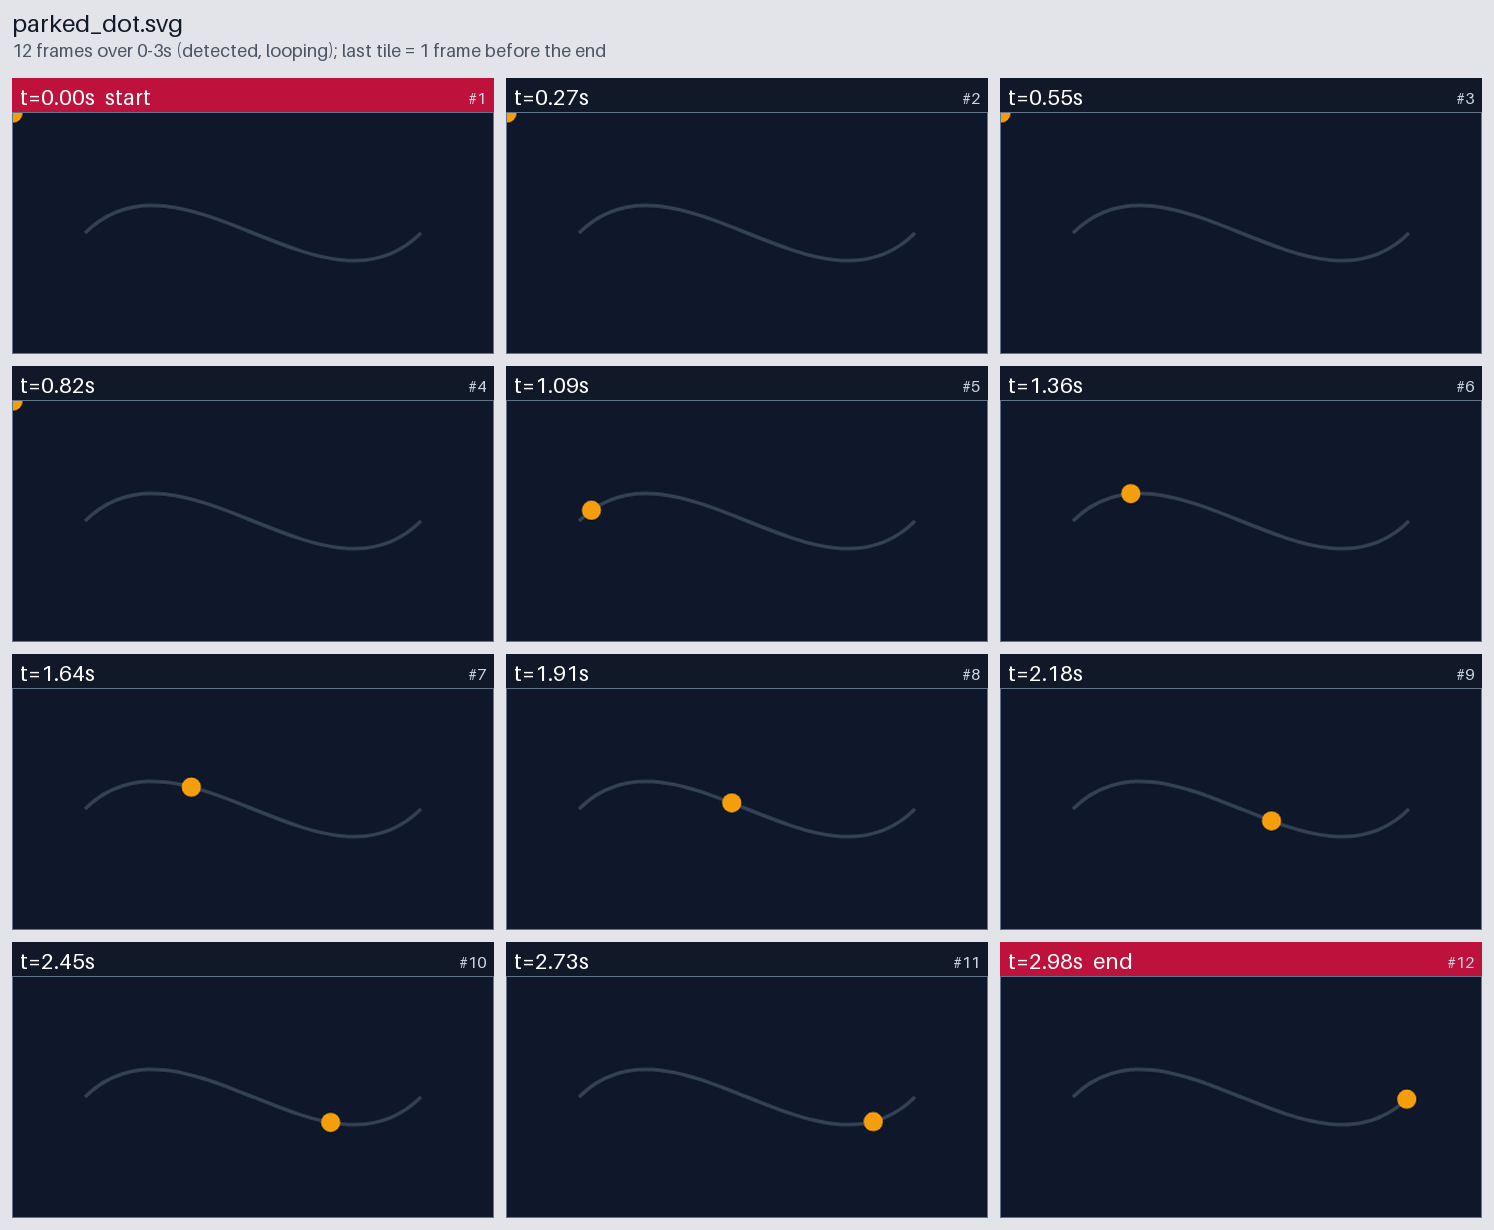 parked_dot.svg
12 frames over 0-3s (detected, looping); last tile = 1 frame before the end
t=0.00s start #1
t=0.27s #2
t=0.55s #3
t=0.82s #4
t=1.09s #5
t=1.36s #6
t=1.64s #7
t=1.91s #8
t=2.18s #9
t=2.45s #10
t=2.73s #11
t=2.98s end #12